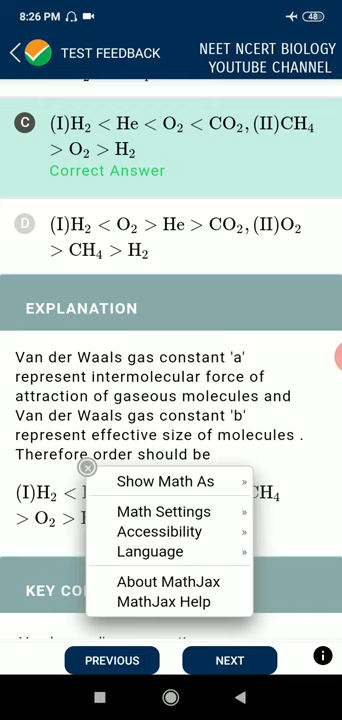 8:26 PM
48
TEST FEEDBACK
NEET NCERT BIOLOGY
YOUTUBE CHANNEL
C (I)H₂ < He < O₂ < CO₂, (II)CH₄
> O₂ > H₂
Correct Answer
D (I)H₂ < O₂ > He > CO₂, (II)O₂
> CH₄ > H₂
EXPLANATION
Van der Waals gas constant 'a'
represent intermolecular force of
attraction of gaseous molecules and
Van der Waals gas constant 'b'
represent effective size of molecules .
Therefore order should be
(I)H₂ < CH₄
> O₂ >
Show Math As »
Math Settings »
Accessibility »
Language »
About MathJax
MathJax Help
KEY CO
PREVIOUS
NEXT
i